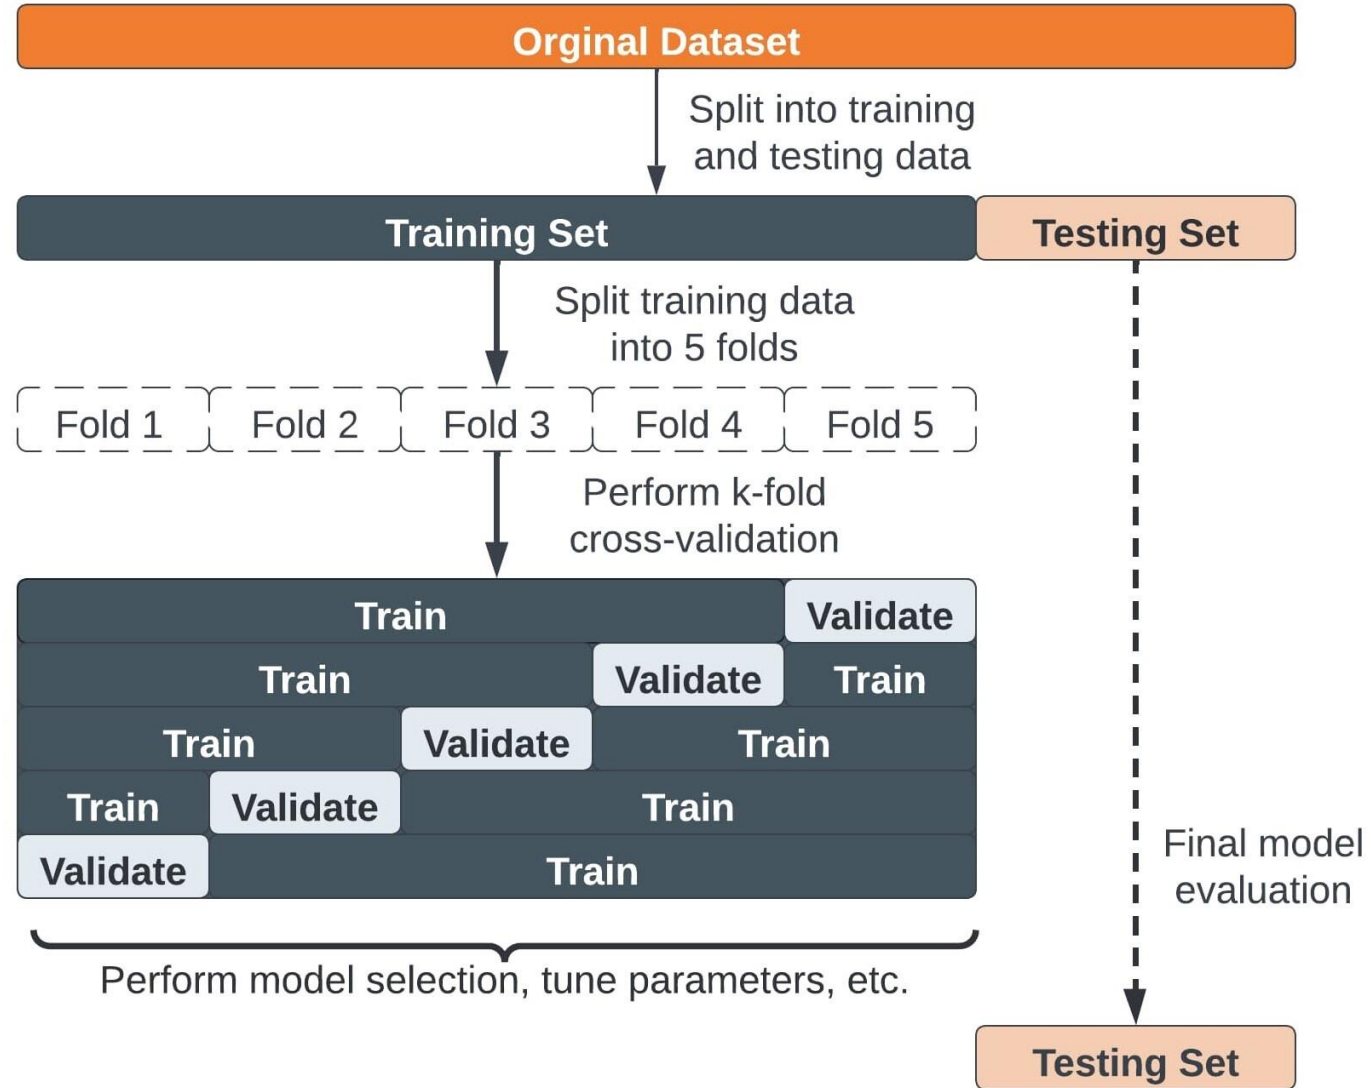 Orginal Dataset
Split into training
and testing data
Training Set
Testing Set
Split training data
into 5 folds
Fold 1
Fold 2
Fold 3
Fold 4
Fold 5
Perform k-fold
cross-validation
Train
Validate
Train
Validate
Train
Train
Validate
Train
Train
Validate
Train
Validate
Train
Final model
evaluation
Perform model selection, tune parameters, etc.
Testing Set